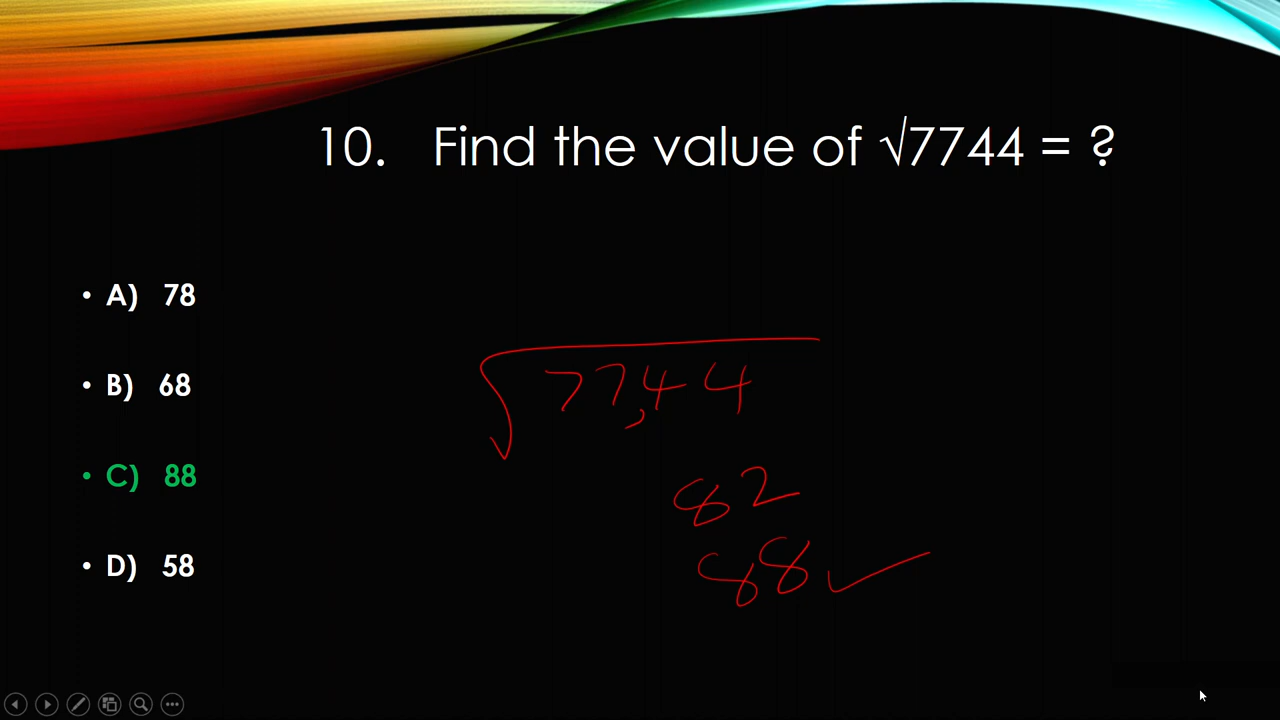 10. Find the value of √7744 = ?
• A) 78
• B) 68
• C) 88
• D) 58
√77,44
82
88 ✓